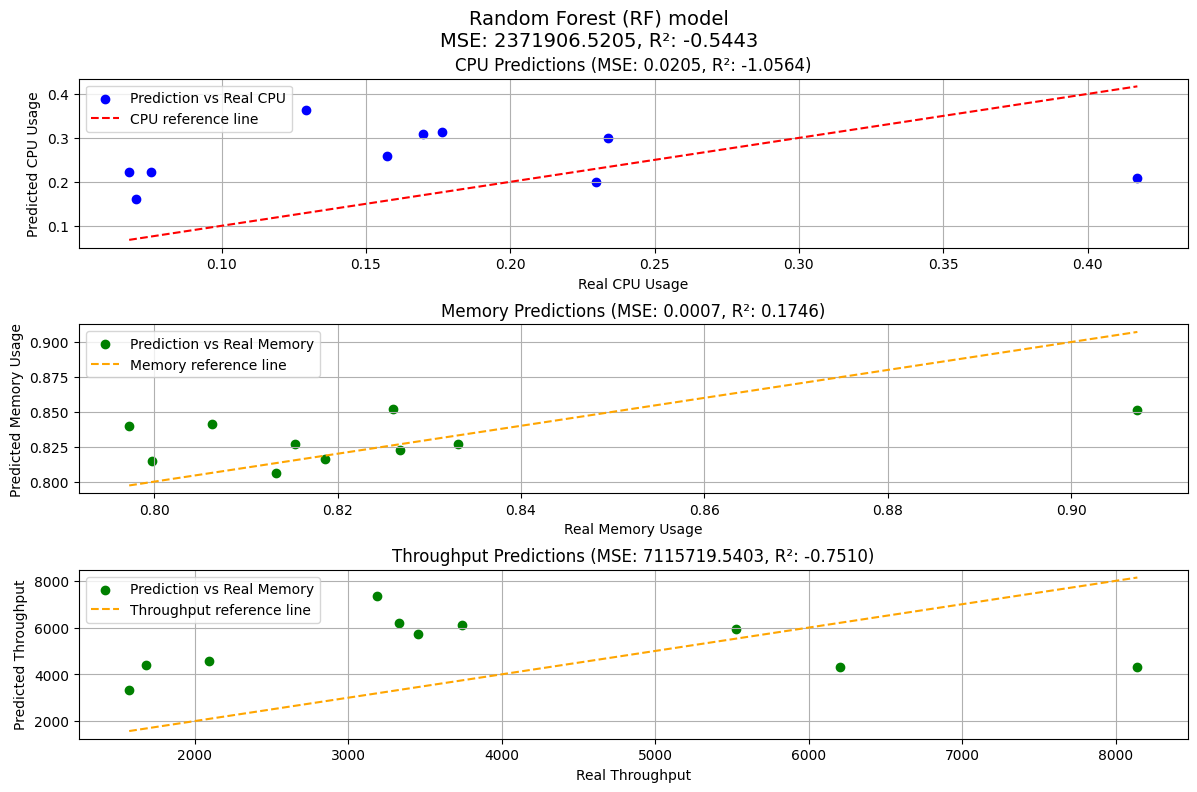 Random Forest (RF) model
MSE: 2371906.5205, R²: -0.5443
CPU Predictions (MSE: 0.0205, R²: -1.0564)
Predicted CPU Usage
0.4
0.3
0.2
0.1
Prediction vs Real CPU
CPU reference line
0.10 0.15 0.20 0.25 0.30 0.35 0.40
Real CPU Usage
Memory Predictions (MSE: 0.0007, R²: 0.1746)
Predicted Memory Usage
0.900
0.875
0.850
0.825
0.800
Prediction vs Real Memory
Memory reference line
0.80 0.82 0.84 0.86 0.88 0.90
Real Memory Usage
Throughput Predictions (MSE: 7115719.5403, R²: -0.7510)
Predicted Throughput
8000
6000
4000
2000
Prediction vs Real Memory
Throughput reference line
2000 3000 4000 5000 6000 7000 8000
Real Throughput